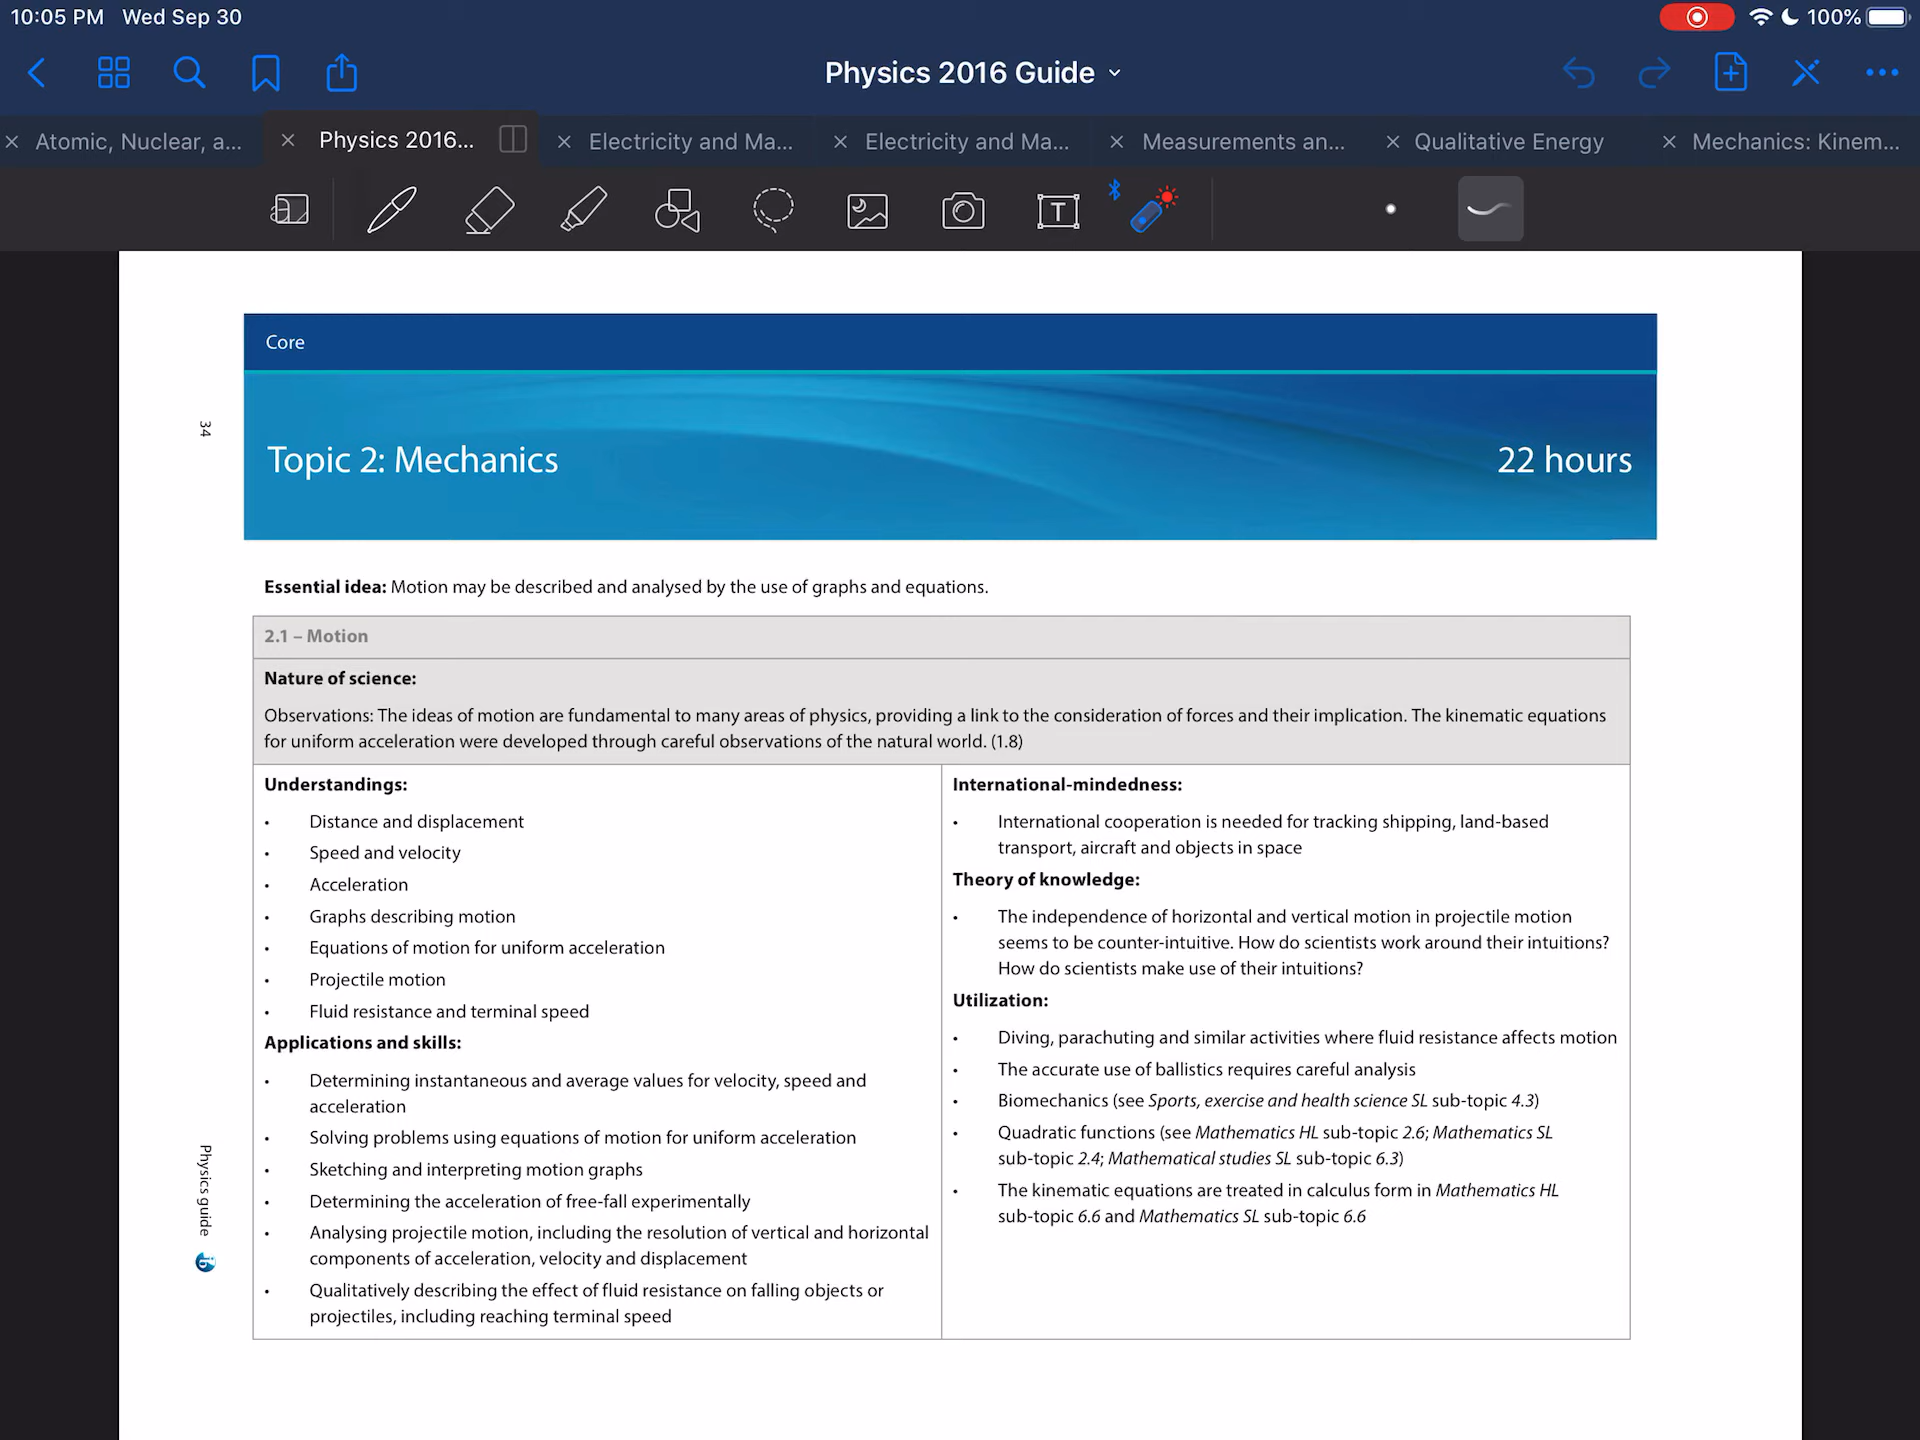 10:05 PM Wed Sep 30
100%
Physics 2016 Guide
Atomic, Nuclear, a...
Physics 2016...
Electricity and Ma...
Electricity and Ma...
Measurements an...
Qualitative Energy
Mechanics: Kinem...
T
Core
34
Topic 2: Mechanics
22 hours
Essential idea: Motion may be described and analysed by the use of graphs and equations.
2.1 – Motion
Nature of science:
Observations: The ideas of motion are fundamental to many areas of physics, providing a link to the consideration of forces and their implication. The kinematic equations
for uniform acceleration were developed through careful observations of the natural world. (1.8)
Understandings:
• Distance and displacement
• Speed and velocity
• Acceleration
• Graphs describing motion
• Equations of motion for uniform acceleration
• Projectile motion
• Fluid resistance and terminal speed
Applications and skills:
• Determining instantaneous and average values for velocity, speed and
acceleration
• Solving problems using equations of motion for uniform acceleration
• Sketching and interpreting motion graphs
• Determining the acceleration of free-fall experimentally
• Analysing projectile motion, including the resolution of vertical and horizontal
components of acceleration, velocity and displacement
• Qualitatively describing the effect of fluid resistance on falling objects or
projectiles, including reaching terminal speed
International-mindedness:
• International cooperation is needed for tracking shipping, land-based
transport, aircraft and objects in space
Theory of knowledge:
• The independence of horizontal and vertical motion in projectile motion
seems to be counter-intuitive. How do scientists work around their intuitions?
How do scientists make use of their intuitions?
Utilization:
• Diving, parachuting and similar activities where fluid resistance affects motion
• The accurate use of ballistics requires careful analysis
• Biomechanics (see Sports, exercise and health science SL sub-topic 4.3)
• Quadratic functions (see Mathematics HL sub-topic 2.6; Mathematics SL
sub-topic 2.4; Mathematical studies SL sub-topic 6.3)
• The kinematic equations are treated in calculus form in Mathematics HL
sub-topic 6.6 and Mathematics SL sub-topic 6.6
Physics guide